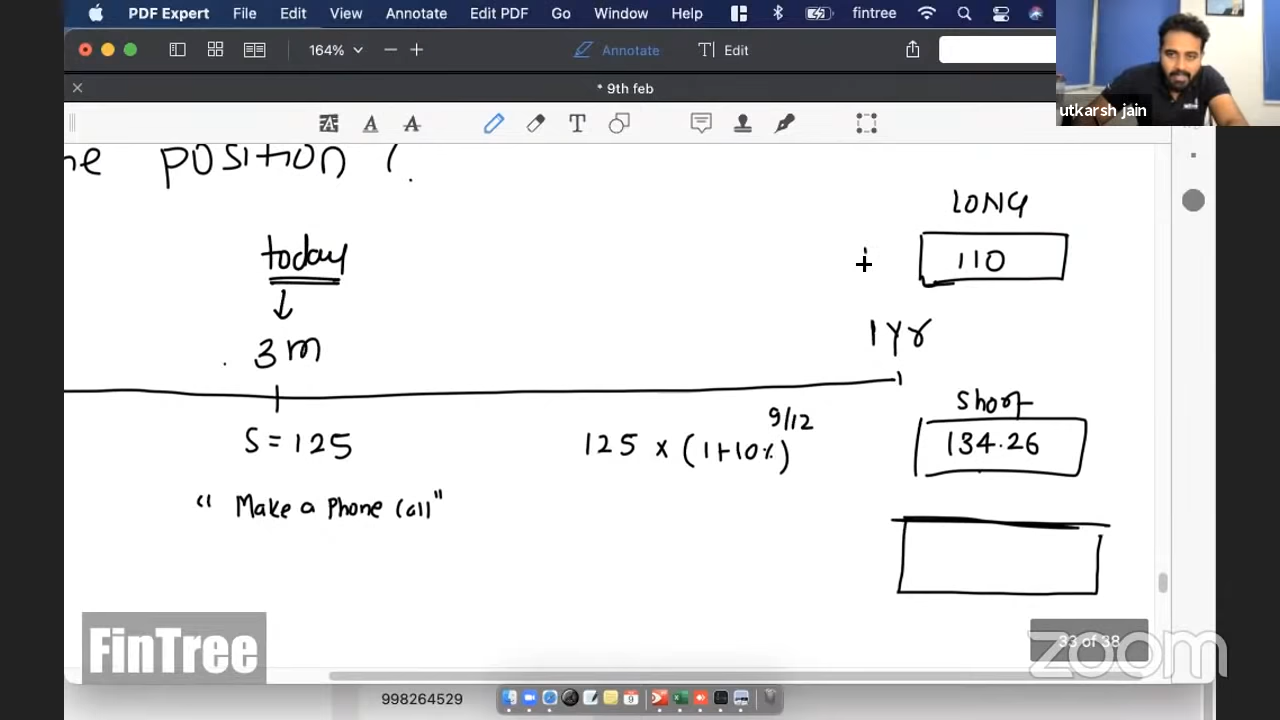 PDF Expert File Edit View Annotate Edit PDF Go Window Help fintree
164% Annotate Edit
* 9th feb
utkarsh jain
position
LONG
today
110
3m
1yr
Short
9/12
S = 125
125 x (1+10%)
134.26
"Make a Phone Call"
FinTree
33 of 38
zoom
998264529